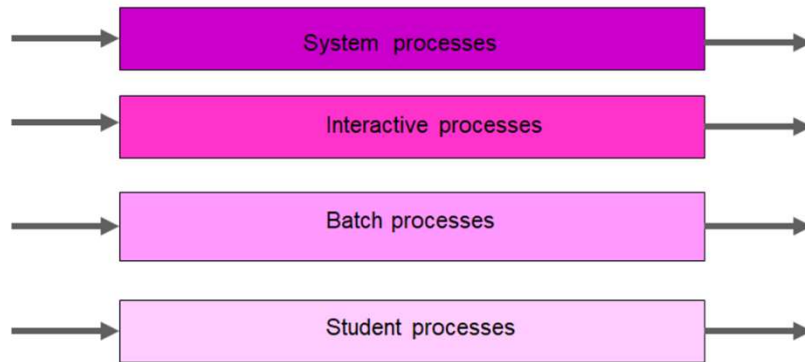 System processes
Interactive processes
Batch processes
Student processes